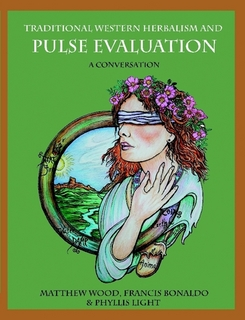 TRADITIONAL WESTERN HERBALISM AND
PULSE EVALUATION
A CONVERSATION
MATTHEW WOOD, FRANCIS BONALDO
& PHYLLIS LIGHT